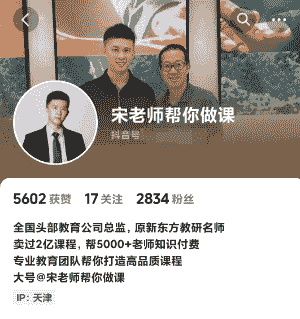 宋老师帮你做课
抖音号
5602 获赞 17 关注 2834 粉丝
全国头部教育公司总监，原新东方教研名师
卖过2亿课程，帮5000+老师知识付费
专业教育团队帮你打造高品质课程
大号@宋老师帮你做课
IP：天津